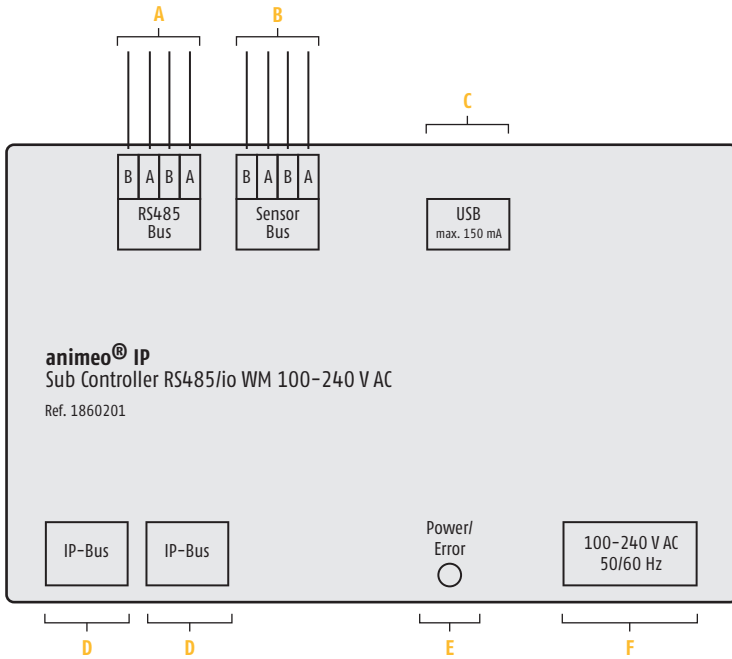 A B
C
B A B A
RS485
Bus
B A B A
Sensor
Bus
USB
max. 150 mA
animeo® IP
Sub Controller RS485/io WM 100-240 V AC
Ref. 1860201
IP-Bus
IP-Bus
Power/
Error
100-240 V AC
50/60 Hz
D D E F